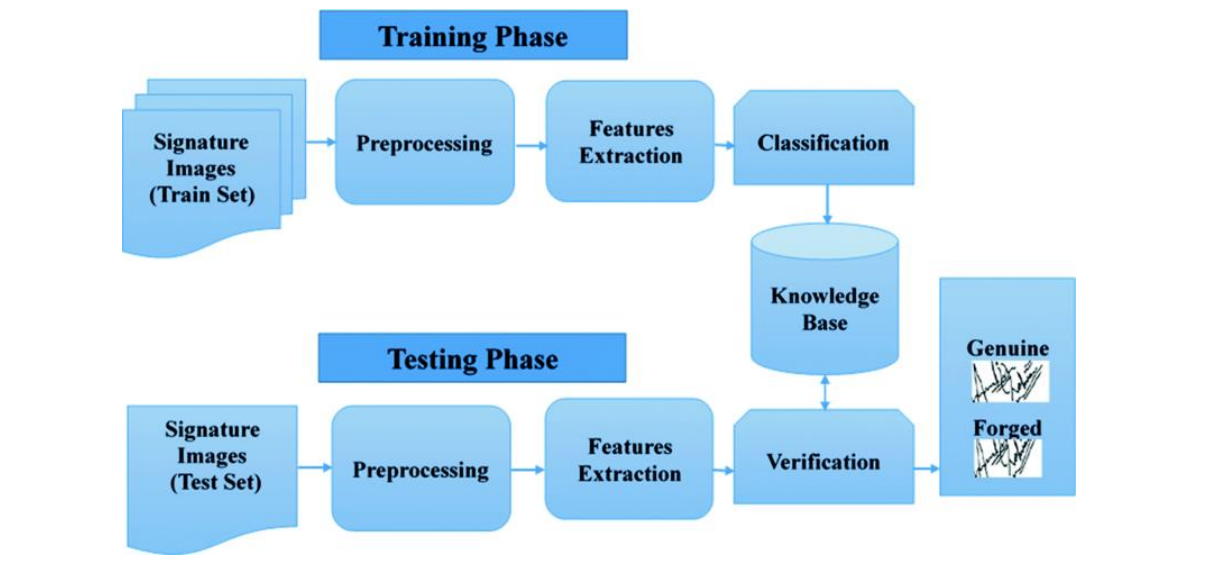 Training Phase
Signature
Images
(Train Set)
Preprocessing
Features
Extraction
Classification
Knowledge
Base
Testing Phase
Signature
Images
(Test Set)
Preprocessing
Features
Extraction
Verification
Genuine
Forged